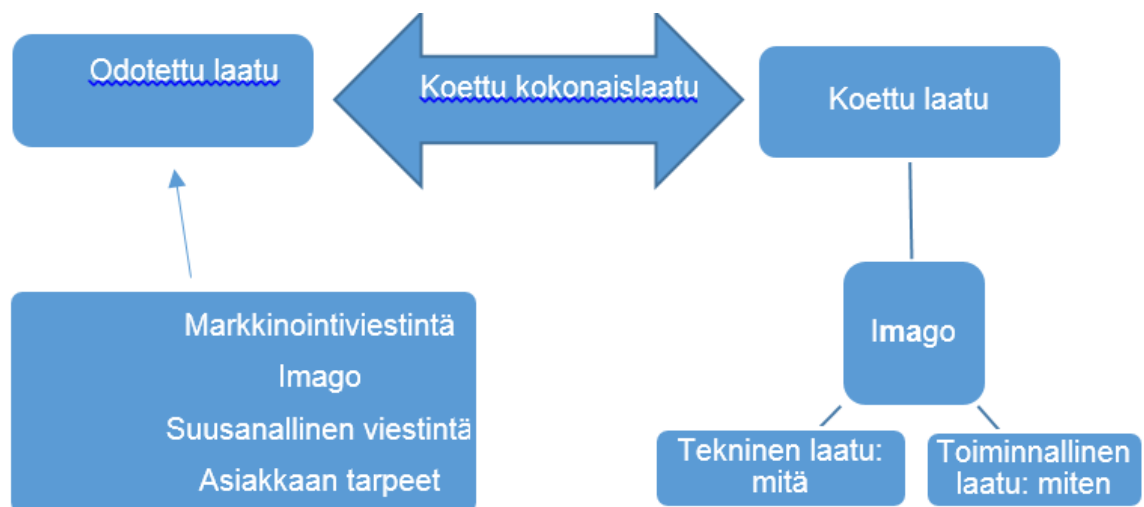 Odotettu laatu
Koettu kokonaislaatu
Koettu laatu
Markkinointiviestintä
Imago
Suusanallinen viestintä
Asiakkaan tarpeet
Imago
Tekninen laatu:
mitä
Toiminnallinen
laatu: miten